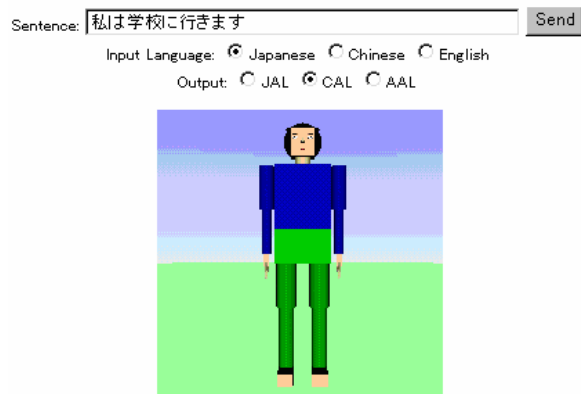 Sentence: 私は学校に行きます Send
Input Language: Japanese Chinese English
Output: JAL CAL AAL